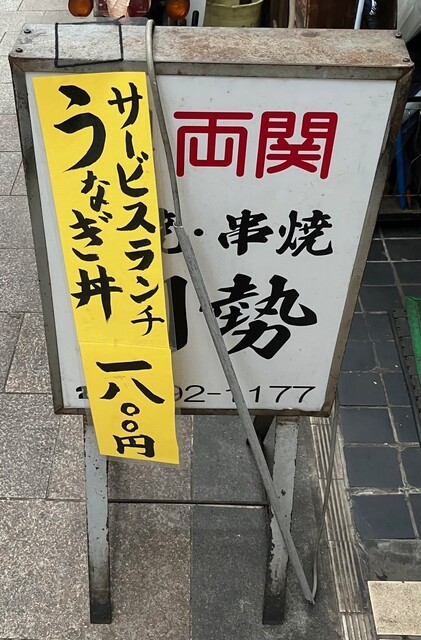 サービスランチ
うなぎ丼
一八〇〇円
両関
・串焼
勢
92-1177